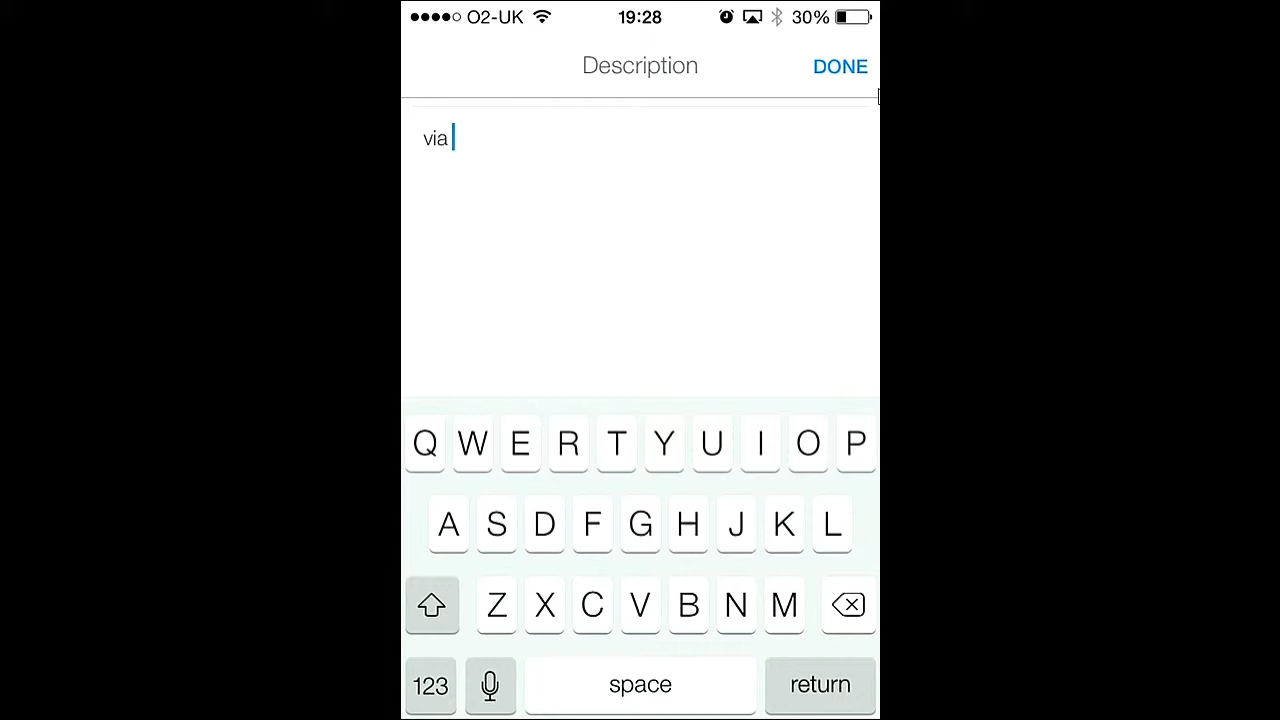 O2-UK 19:28 30%
Description DONE
via
Q W E R T Y U I O P
A S D F G H J K L
Z X C V B N M
123 space return